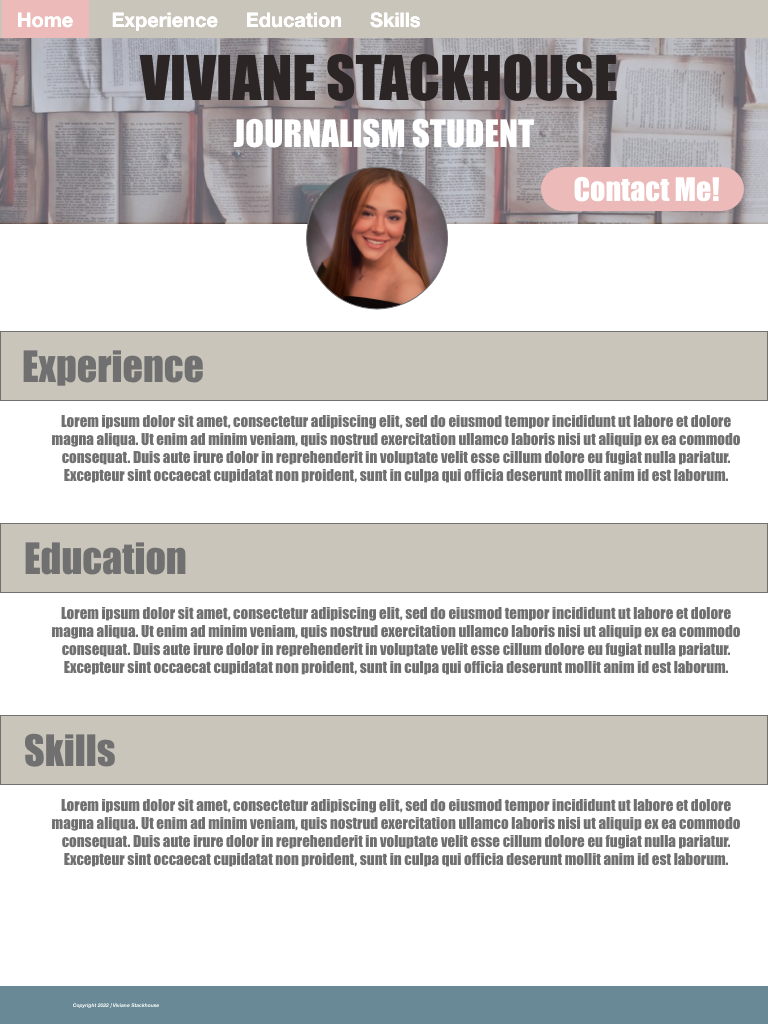 Home Experience Education Skills
VIVIANE STACKHOUSE
JOURNALISM STUDENT
Contact Me!
Experience
Lorem ipsum dolor sit amet, consectetur adipiscing elit, sed do eiusmod tempor incididunt ut labore et dolore
magna aliqua. Ut enim ad minim veniam, quis nostrud exercitation ullamco laboris nisi ut aliquip ex ea commodo
consequat. Duis aute irure dolor in reprehenderit in voluptate velit esse cillum dolore eu fugiat nulla pariatur.
Excepteur sint occaecat cupidatat non proident, sunt in culpa qui officia deserunt mollit anim id est laborum.
Education
Lorem ipsum dolor sit amet, consectetur adipiscing elit, sed do eiusmod tempor incididunt ut labore et dolore
magna aliqua. Ut enim ad minim veniam, quis nostrud exercitation ullamco laboris nisi ut aliquip ex ea commodo
consequat. Duis aute irure dolor in reprehenderit in voluptate velit esse cillum dolore eu fugiat nulla pariatur.
Excepteur sint occaecat cupidatat non proident, sunt in culpa qui officia deserunt mollit anim id est laborum.
Skills
Lorem ipsum dolor sit amet, consectetur adipiscing elit, sed do eiusmod tempor incididunt ut labore et dolore
magna aliqua. Ut enim ad minim veniam, quis nostrud exercitation ullamco laboris nisi ut aliquip ex ea commodo
consequat. Duis aute irure dolor in reprehenderit in voluptate velit esse cillum dolore eu fugiat nulla pariatur.
Excepteur sint occaecat cupidatat non proident, sunt in culpa qui officia deserunt mollit anim id est laborum.
Copyright 2022 | Viviane Stackhouse